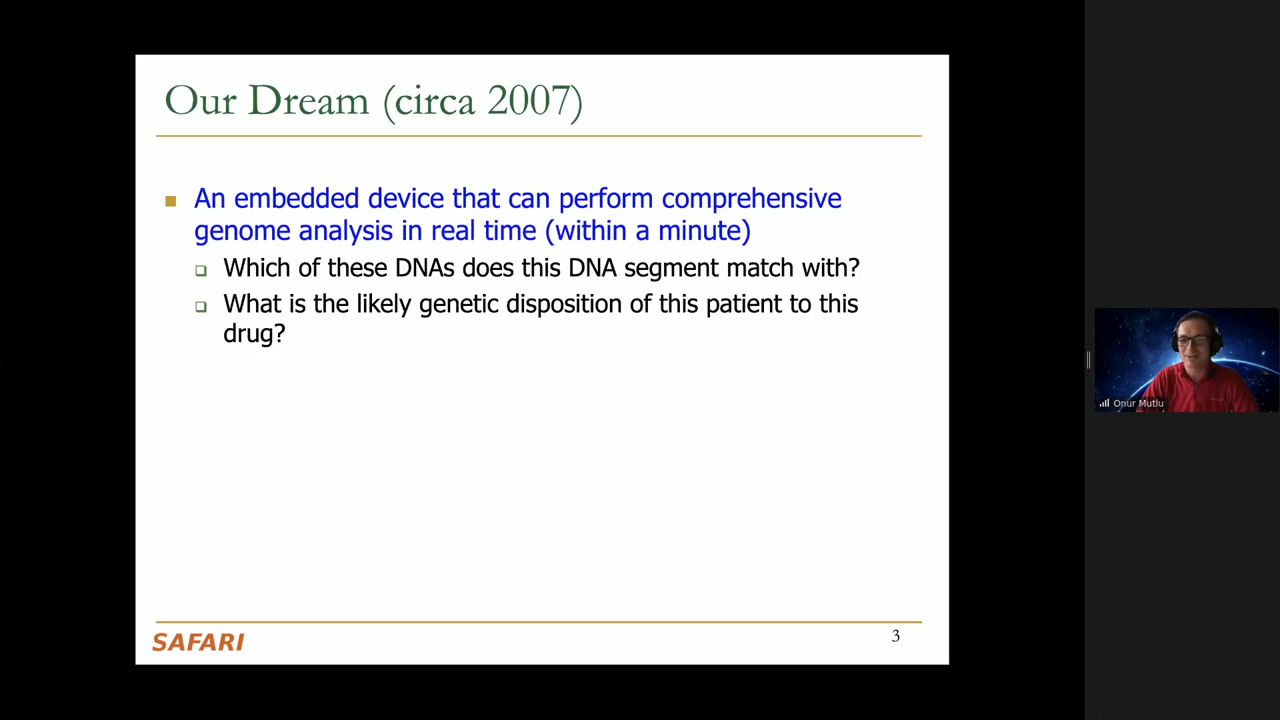 Our Dream (circa 2007)
An embedded device that can perform comprehensive
genome analysis in real time (within a minute)
Which of these DNAs does this DNA segment match with?
What is the likely genetic disposition of this patient to this
drug?
SAFARI
3
Onur Mutlu